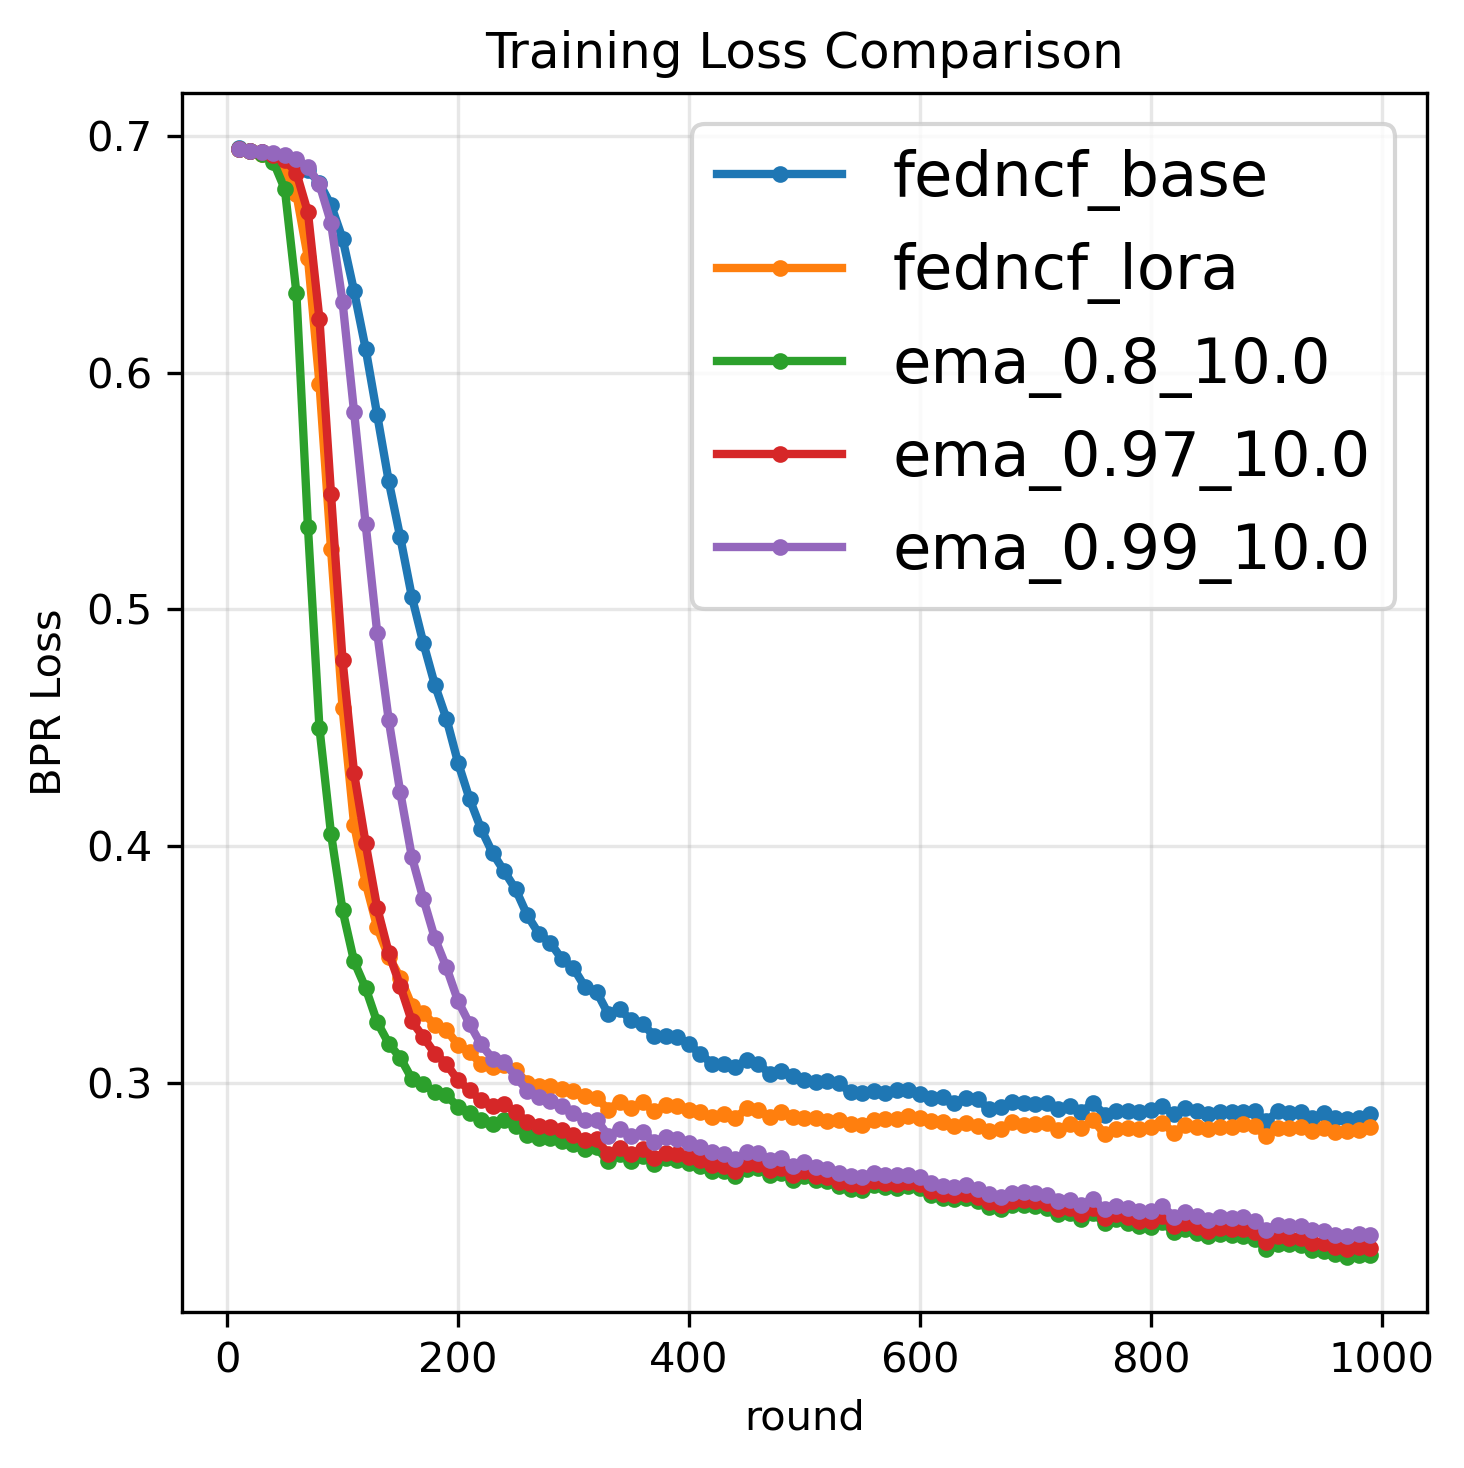 Training Loss Comparison
fedncf_base
fedncf_lora
ema_0.8_10.0
ema_0.97_10.0
ema_0.99_10.0
BPR Loss
0.7
0.6
0.5
0.4
0.3
0
200
400
600
800
1000
round